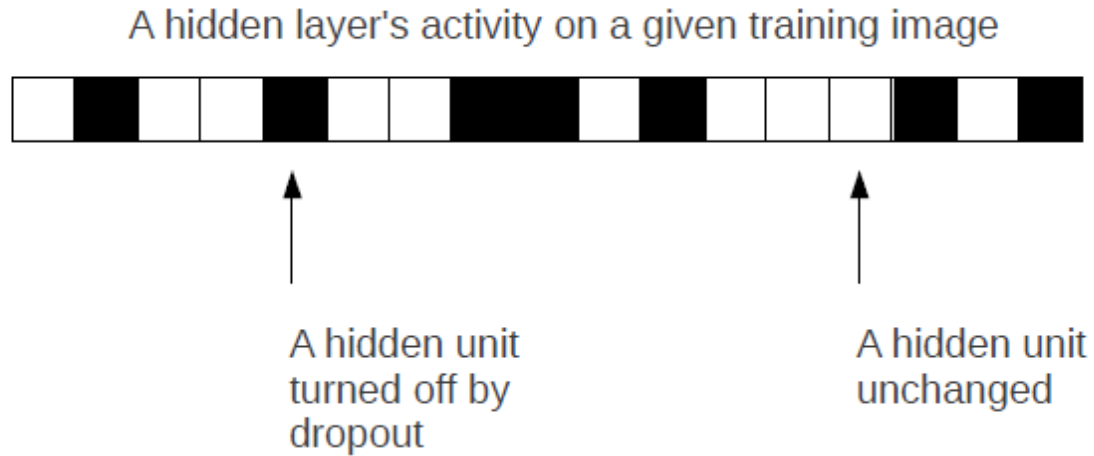 A hidden layer's activity on a given training image
A hidden unit
turned off by
dropout
A hidden unit
unchanged